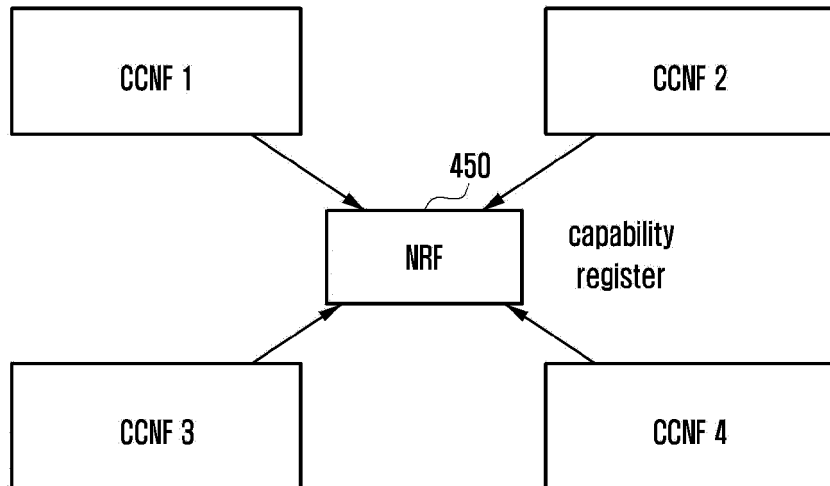 CCNF 1
CCNF 2
450
NRF
capability
register
CCNF 3
CCNF 4